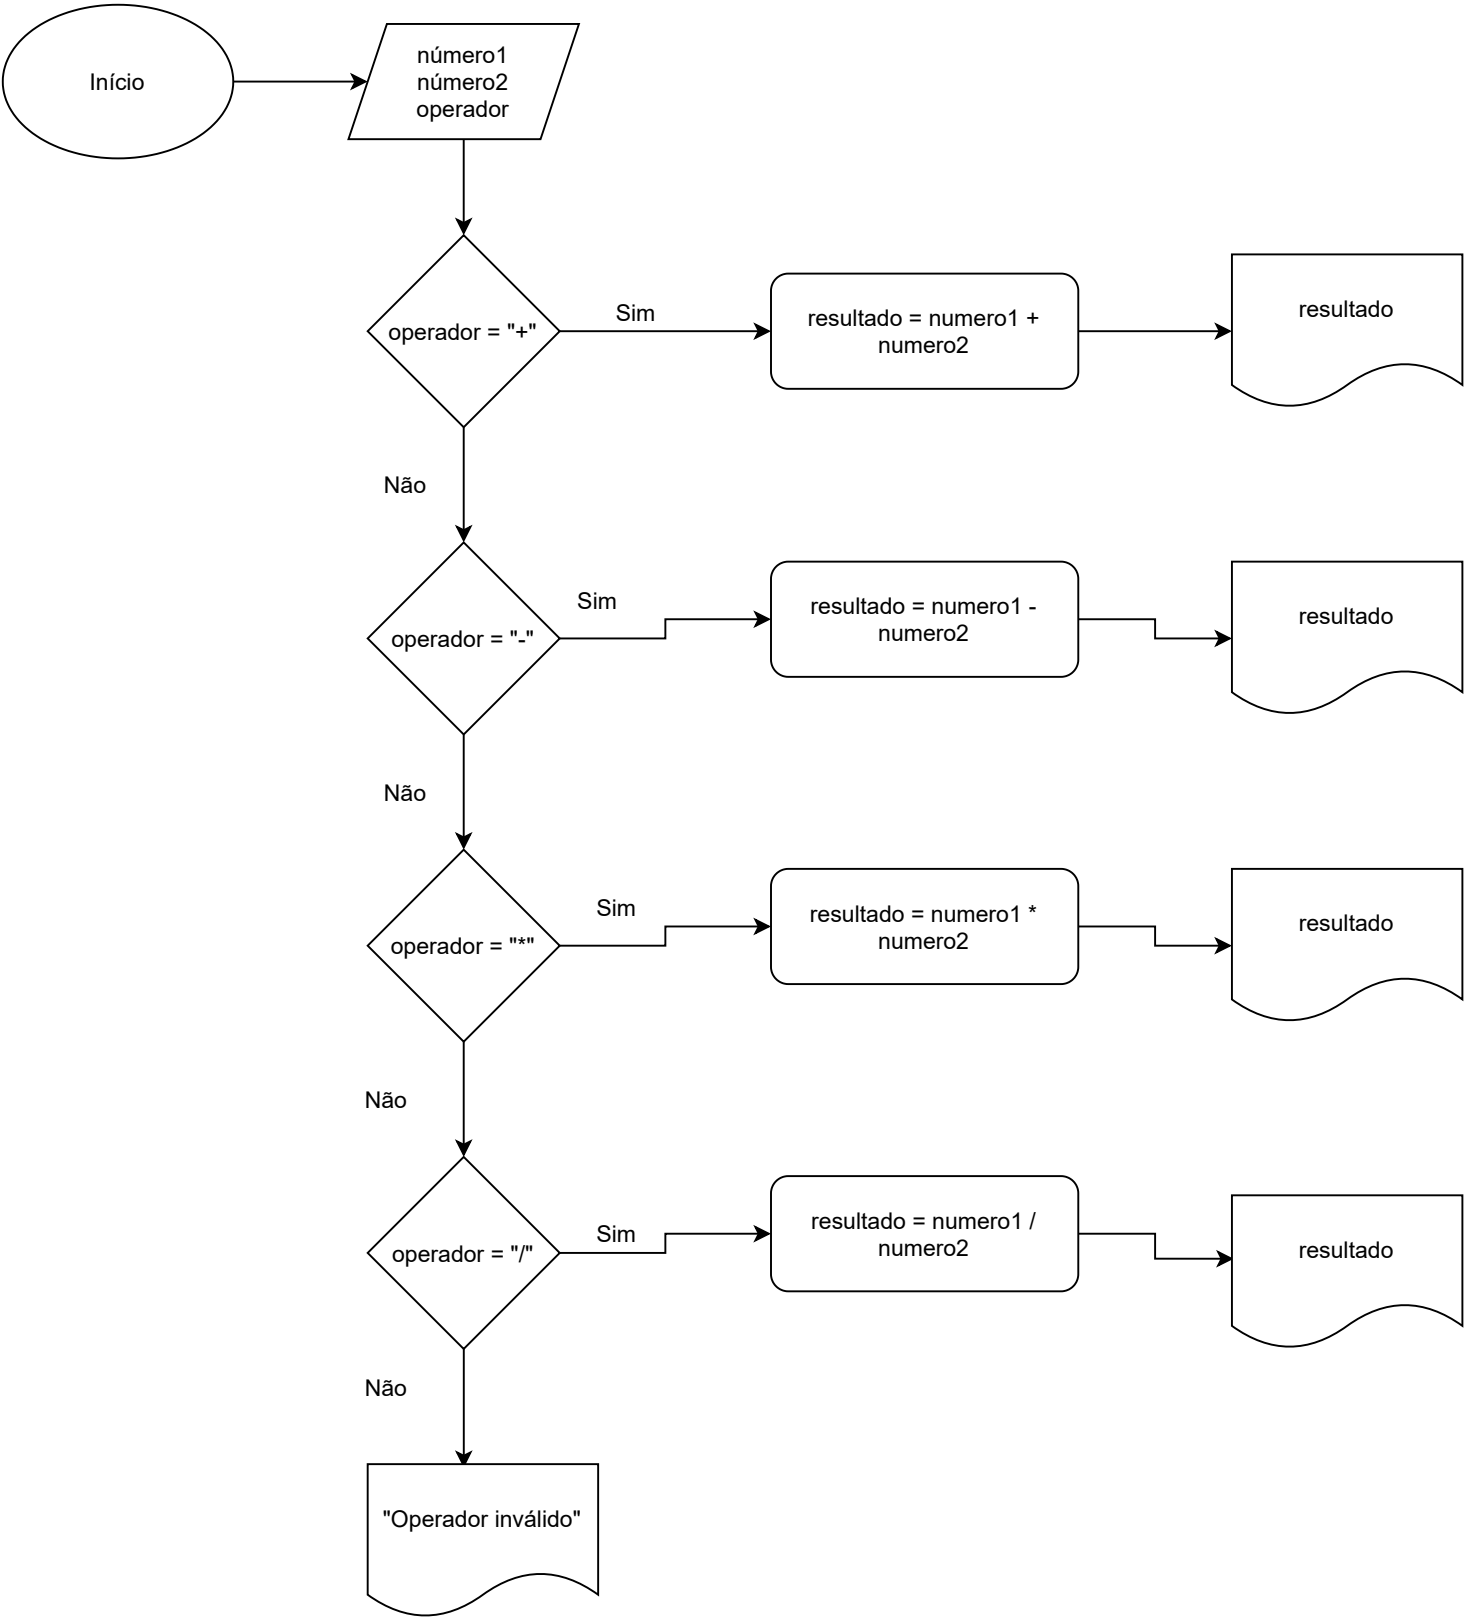 Início
número1
número2
operador
operador = "+"
Sim
resultado = numero1 +
numero2
resultado
Não
operador = "-"
Sim
resultado = numero1 -
numero2
resultado
Não
operador = "*"
Sim
resultado = numero1 *
numero2
resultado
Não
operador = "/"
Sim
resultado = numero1 /
numero2
resultado
Não
"Operador inválido"